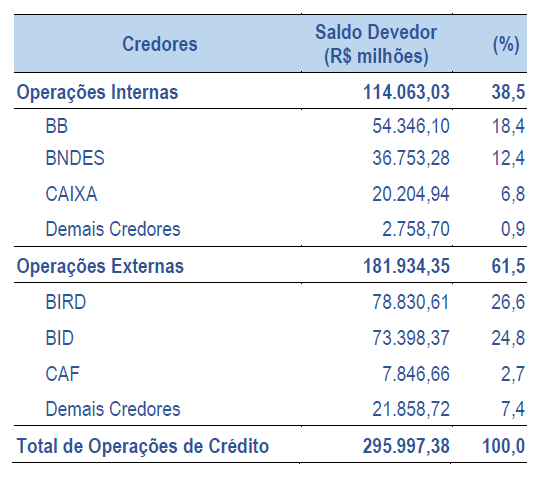 Credores Saldo Devedor (R$ milhões) (%)
Operações Internas 114.063,03 38,5
BB 54.346,10 18,4
BNDES 36.753,28 12,4
CAIXA 20.204,94 6,8
Demais Credores 2.758,70 0,9
Operações Externas 181.934,35 61,5
BIRD 78.830,61 26,6
BID 73.398,37 24,8
CAF 7.846,66 2,7
Demais Credores 21.858,72 7,4
Total de Operações de Crédito 295.997,38 100,0